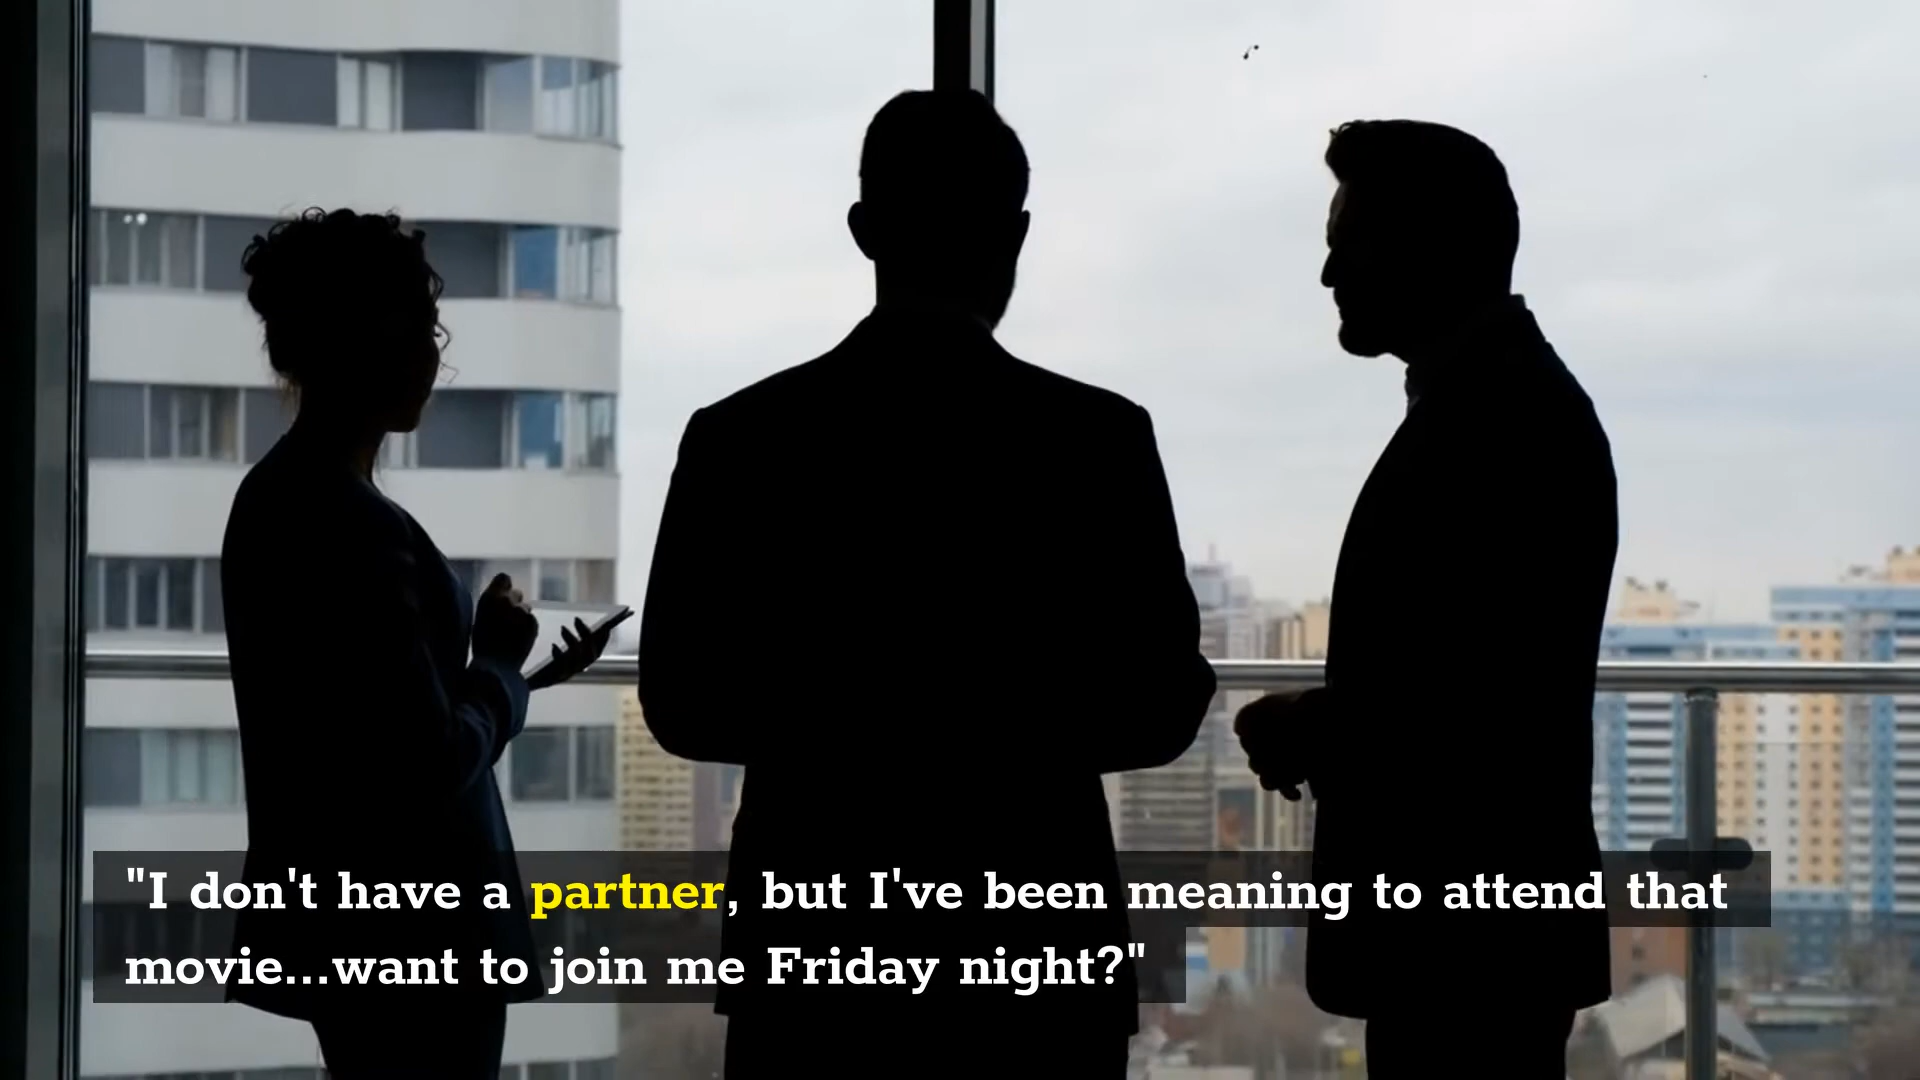 "I don't have a partner, but I've been meaning to attend that
movie...want to join me Friday night?"